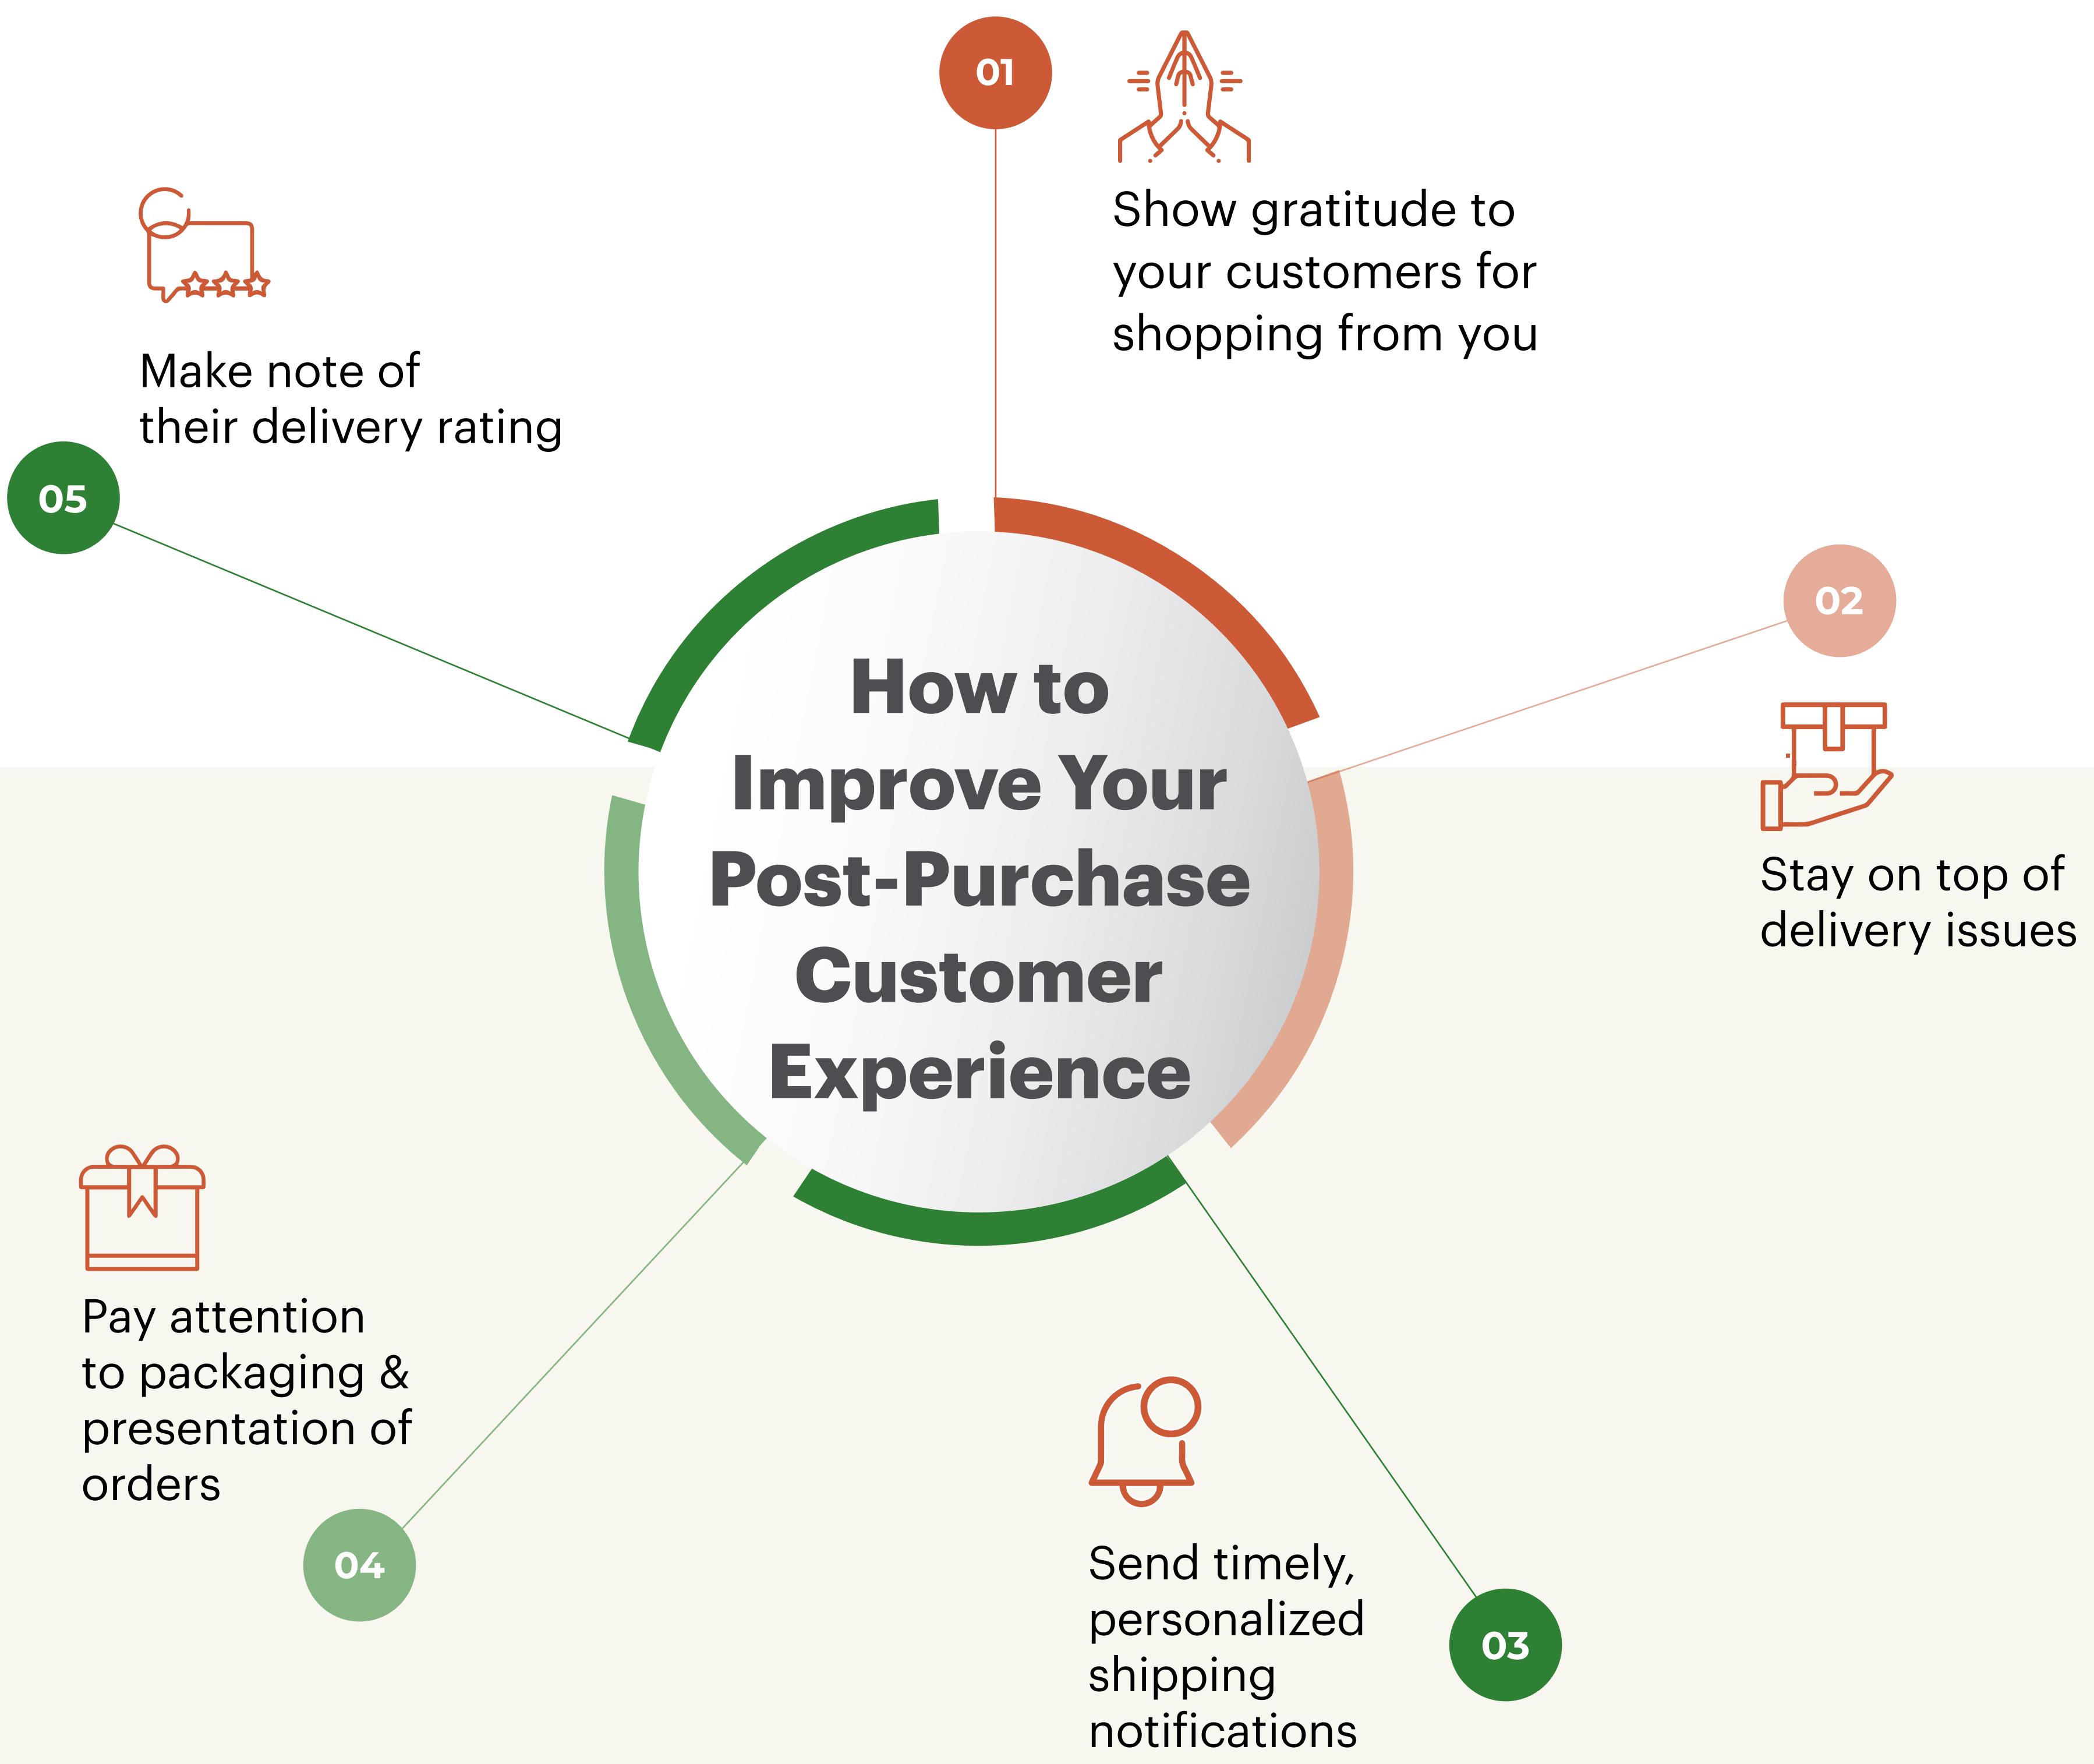 How to
Improve Your
Post-Purchase
Customer
Experience
01
Show gratitude to
your customers for
shopping from you
02
Stay on top of
delivery issues
03
Send timely,
personalized
shipping
notifications
04
Pay attention
to packaging &
presentation of
orders
05
Make note of
their delivery rating